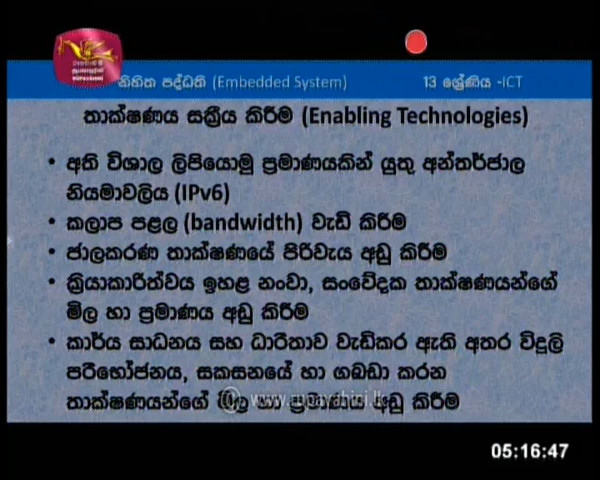 නිහිත පද්ධති (Embedded System) 13 ශ්‍රේණිය -ICT
තාක්ෂණය සක්‍රීය කිරීම (Enabling Technologies)
• අති විශාල ලිපියොමු ප්‍රමාණයකින් යුතු අන්තර්ජාල
නියමාවලිය (IPv6)
• කලාප පළල (bandwidth) වැඩි කිරීම
• ජාලකරණ තාක්ෂණයේ පිරිවැය අඩු කිරීම
• ක්‍රියාකාරිත්වය ඉහළ නංවා, සංවේදක තාක්ෂණයන්ගේ
මිල හා ප්‍රමාණය අඩු කිරීම
• කාර්ය සාධනය සහ ධාරිතාව වැඩිකර ඇති අතර විදුලි
පරිභෝජනය, සකසනයේ හා ගබඩා කරන
තාක්ෂණයන්ගේ මිල හා ප්‍රමාණය අඩු කිරීම
05:16:47